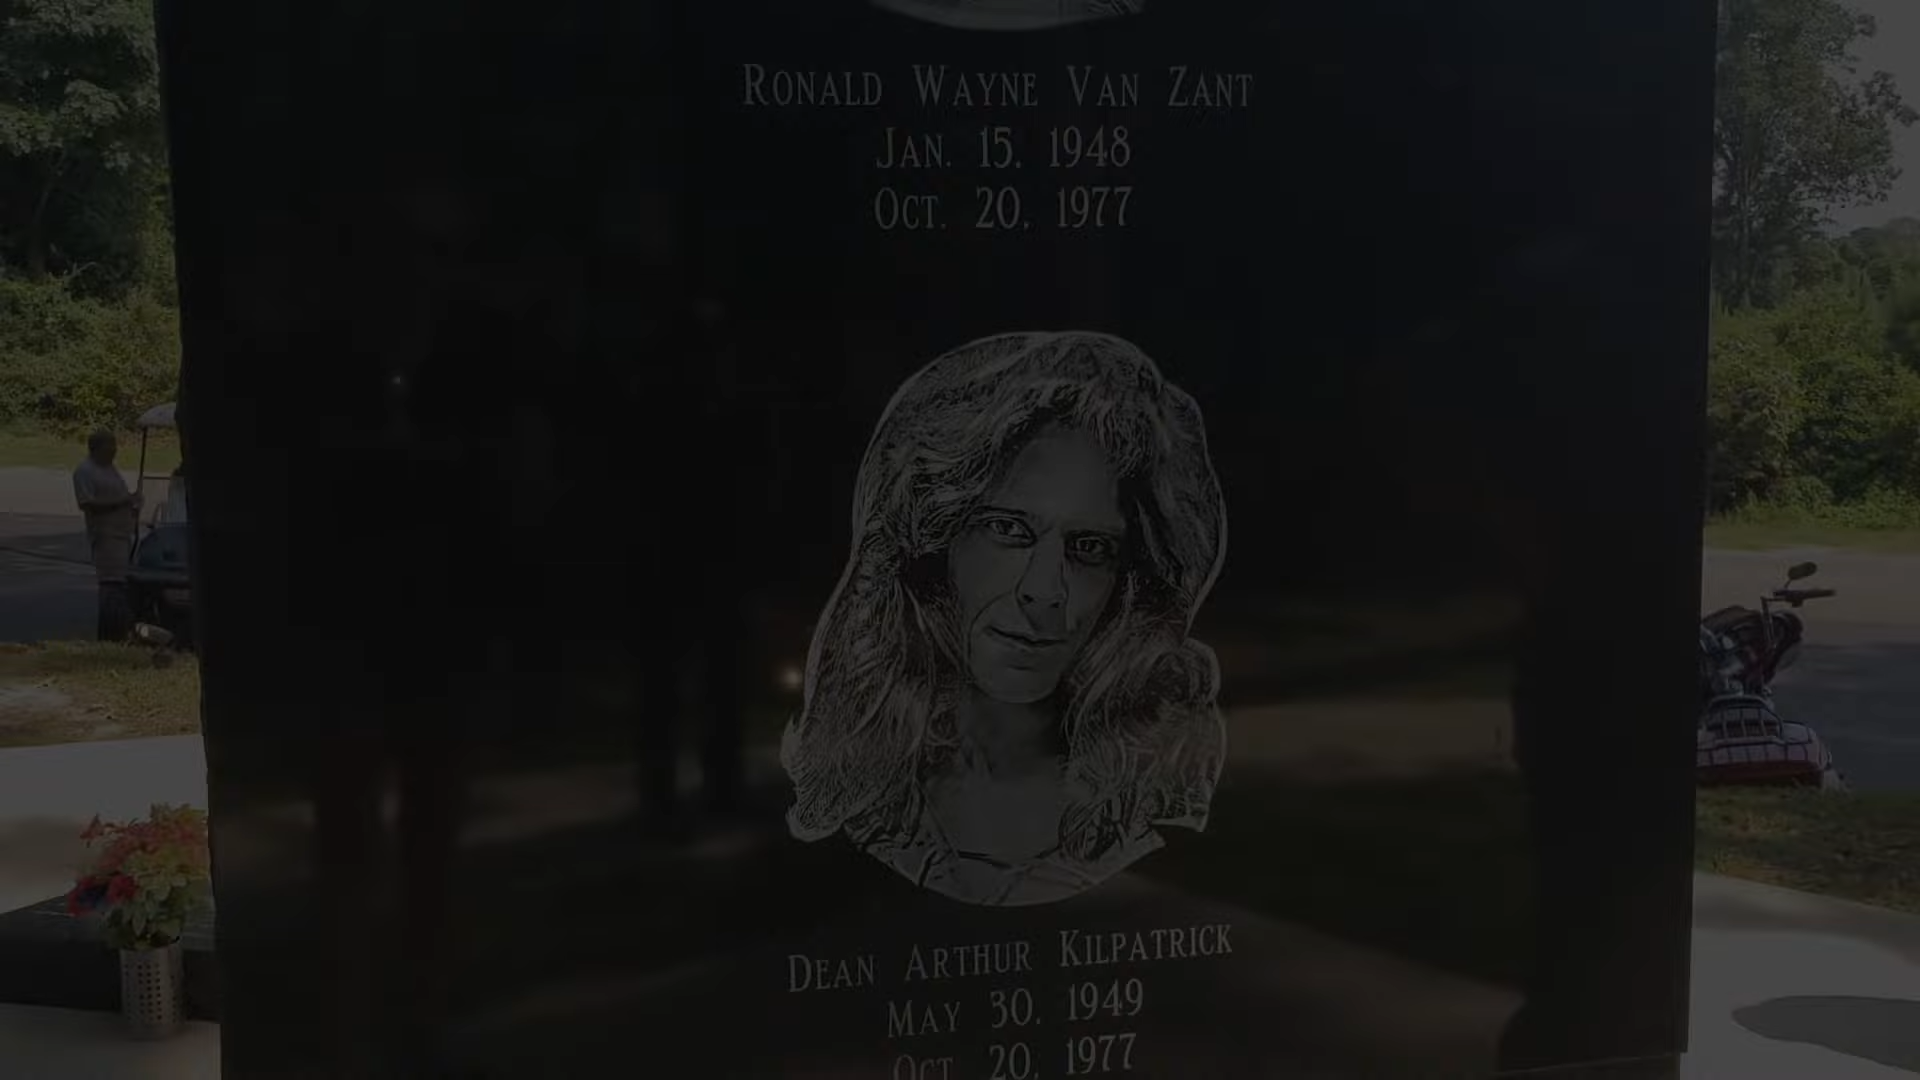 Ronald Wayne Van Zant
Jan. 15, 1948
Oct. 20, 1977
Dean Arthur Kilpatrick
May 30, 1949
Oct. 20, 1977